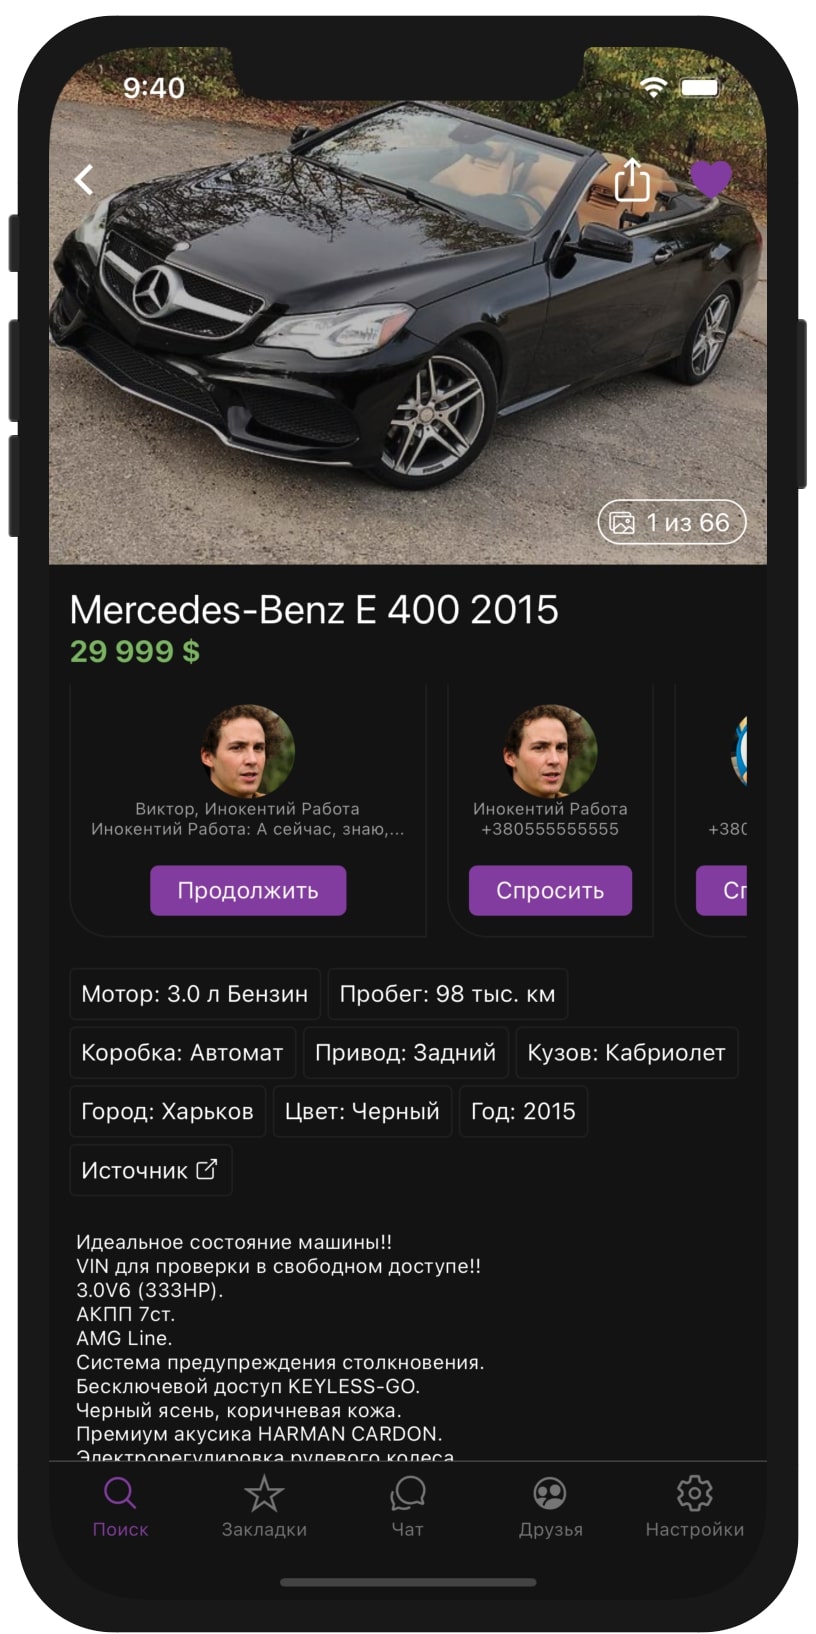 9:40
1 из 66
Mercedes-Benz E 400 2015
29 999 $
Виктор, Инокентий Работа
Инокентий Работа: А сейчас, знаю,...
Продолжить
Инокентий Работа
+380555555555
Спросить
+380
Сп
Мотор: 3.0 л Бензин
Пробег: 98 тыс. км
Коробка: Автомат
Привод: Задний
Кузов: Кабриолет
Город: Харьков
Цвет: Черный
Год: 2015
Источник
Идеальное состояние машины!!
VIN для проверки в свободном доступе!!
3.0V6 (333HP).
АКПП 7ст.
AMG Line.
Система предупреждения столкновения.
Бесключевой доступ KEYLESS-GO.
Черный ясень, коричневая кожа.
Премиум акусика HARMAN CARDON.
Электрорегулировка рулевого колеса
Поиск
Закладки
Чат
Друзья
Настройки